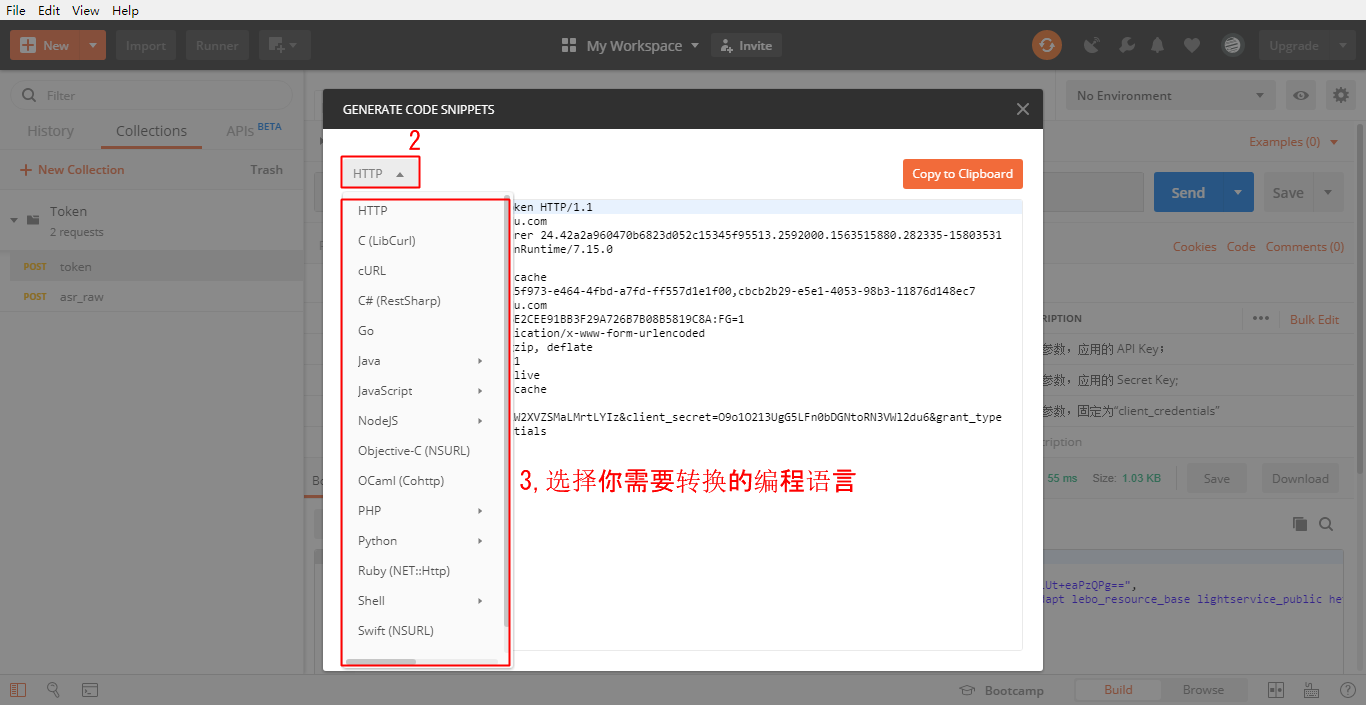 File Edit View Help
New Import Runner My Workspace Invite Upgrade
Filter
No Environment
History Collections APIs BETA
New Collection Trash
Token
2 requests
POST token
POST asr_raw
Examples (0)
Send Save
Cookies Code Comments (0)
RIPTION Bulk Edit
参数，应用的 API Key；
参数，应用的 Secret Key;
参数，固定为“client_credentials”
cription
55 ms Size: 1.03 KB Save Download
Ut+eaPzQPg==",
dapt lebo_resource_base lightservice_public he
GENERATE CODE SNIPPETS
2
HTTP
Copy to Clipboard
HTTP
C (LibCurl)
cURL
C# (RestSharp)
Go
Java
JavaScript
NodeJS
Objective-C (NSURL)
OCaml (Cohttp)
PHP
Python
Ruby (NET::Http)
Shell
Swift (NSURL)
ken HTTP/1.1
u.com
rer 24.42a2a960470b6823d052c15345f95513.2592000.1563515880.282335-15803531
nRuntime/7.15.0
cache
5f973-e464-4fbd-a7fd-ff557d1e1f00,cbcb2b29-e5e1-4053-98b3-11876d148ec7
u.com
E2CEE91BB3F29A726B7B08B5819C8A:FG=1
ication/x-www-form-urlencoded
zip, deflate
1
live
cache
W2XVZSMaLMrtLYIz&client_secret=O9o1O213UgG5LFn0bDGNtoRN3VWl2du6&grant_type
tials
3,选择你需要转换的编程语言
Bootcamp Build Browse